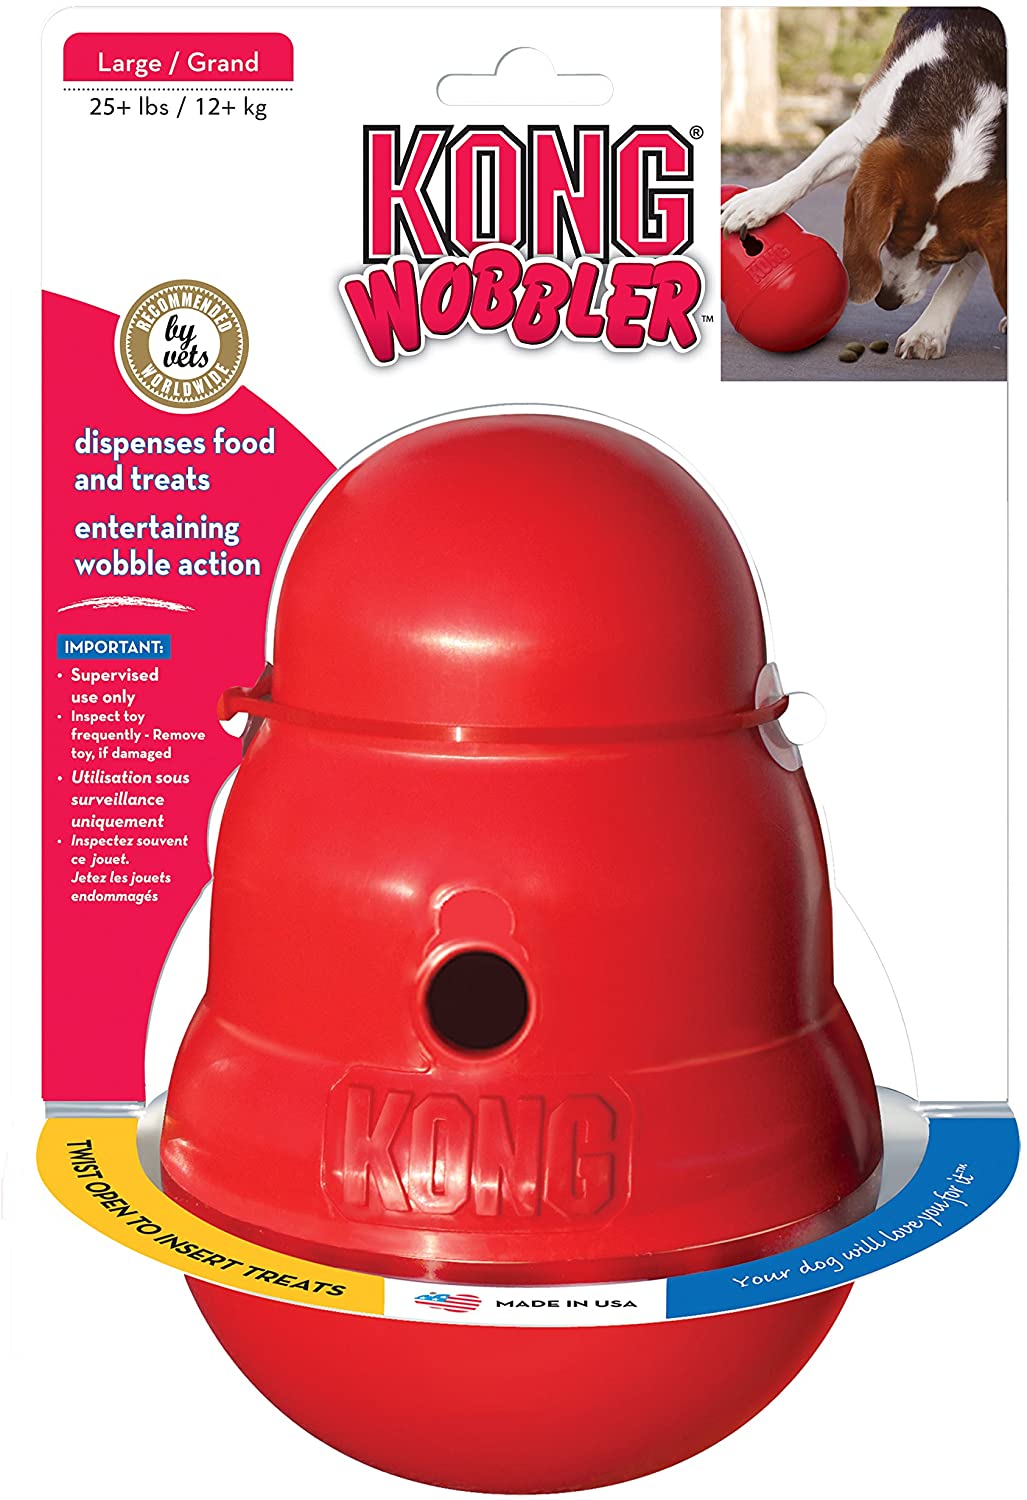 Large / Grand
25+ lbs / 12+ kg
KONG®
WOBBLER™
KONG
RECOMMENDED
by
vets
WORLDWIDE
dispenses food
and treats
entertaining
wobble action
IMPORTANT:
• Supervised
use only
• Inspect toy
frequently - Remove
toy, if damaged
• Utilisation sous
surveillance
uniquement
• Inspectez souvent
ce jouet.
Jetez les jouets
endommagés
KONG
TWIST OPEN TO INSERT TREATS
MADE IN USA
Your dog will love you for it™